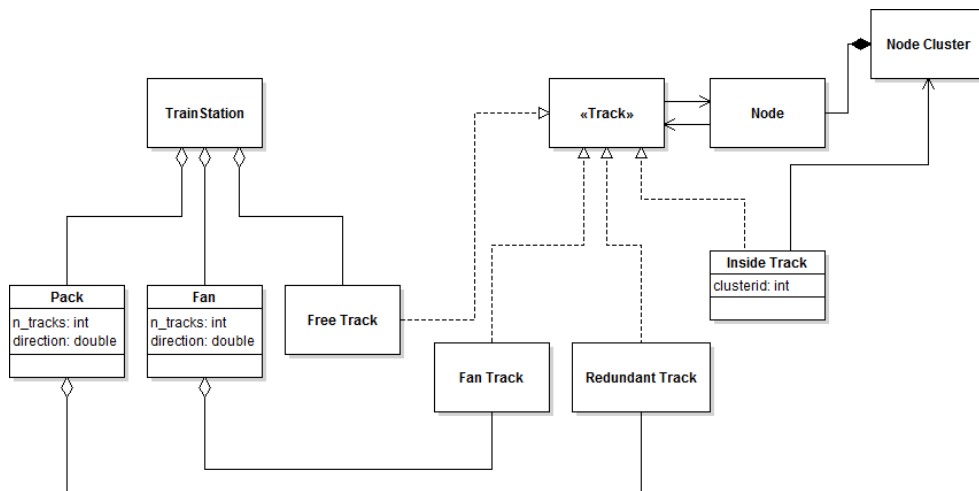 Node Cluster
TrainStation
«Track»
Node
Inside Track
clusterid: int
Pack
n_tracks: int
direction: double
Fan
n_tracks: int
direction: double
Free Track
Fan Track
Redundant Track